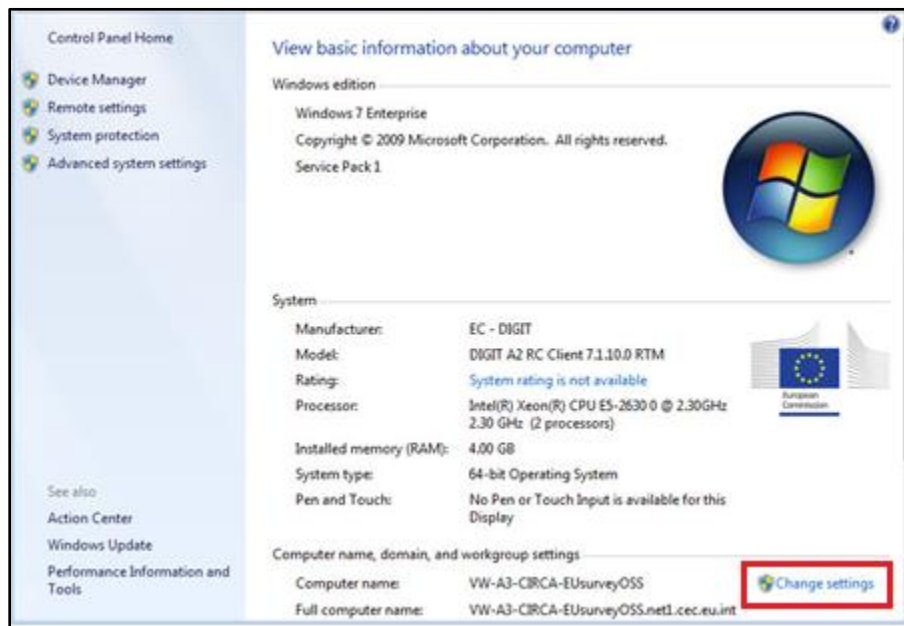 Control Panel Home
Device Manager
Remote settings
System protection
Advanced system settings
See also
Action Center
Windows Update
Performance Information and
Tools
View basic information about your computer
Windows edition
Windows 7 Enterprise
Copyright © 2009 Microsoft Corporation. All rights reserved.
Service Pack 1
System
Manufacturer: EC - DIGIT
Model: DIGIT A2 RC Client 7.1.10.0 RTM
Rating: System rating is not available
Processor: Intel(R) Xeon(R) CPU E5-2630 0 @ 2.30GHz
2.30 GHz (2 processors)
Installed memory (RAM): 4.00 GB
System type: 64-bit Operating System
Pen and Touch: No Pen or Touch Input is available for this
Display
European
Commission
Computer name, domain, and workgroup settings
Computer name: VW-A3-CIRCA-EUsurveyOSS
Change settings
Full computer name: VW-A3-CIRCA-EUsurveyOSS.net1.cec.eu.int